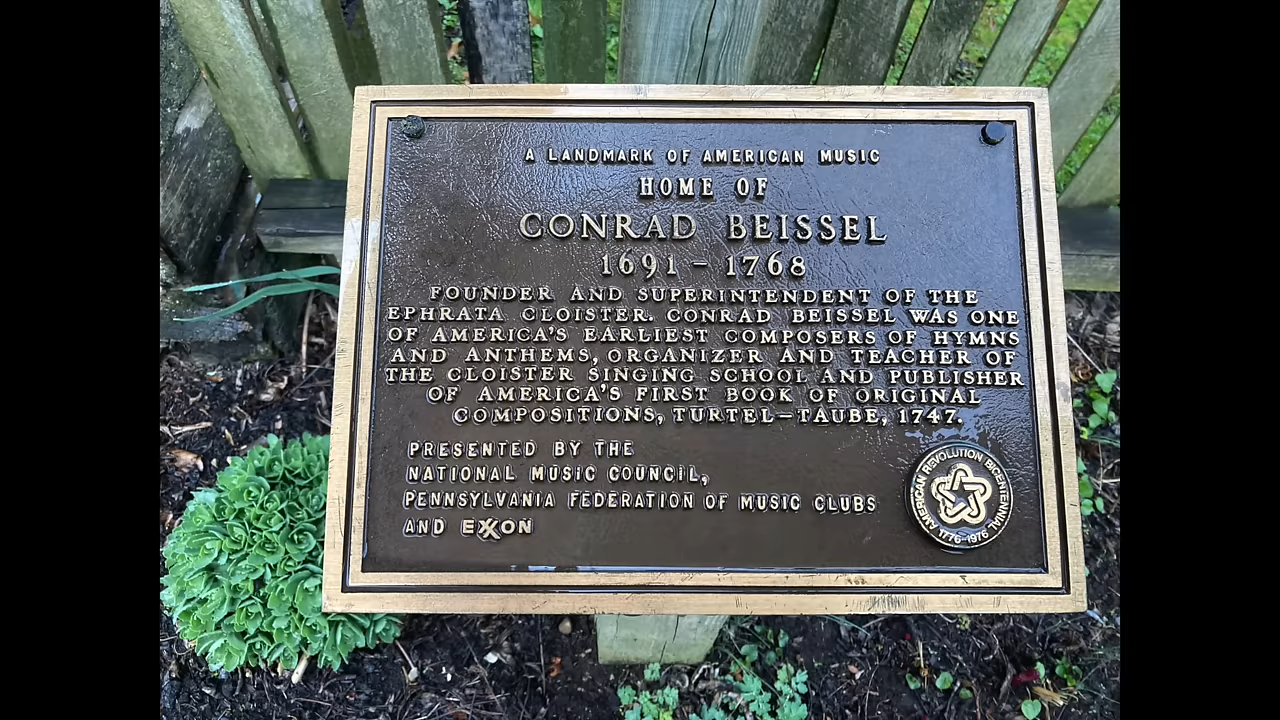 A LANDMARK OF AMERICAN MUSIC
HOME OF
CONRAD BEISSEL
1691 – 1768
FOUNDER AND SUPERINTENDENT OF THE
EPHRATA CLOISTER. CONRAD BEISSEL WAS ONE
OF AMERICA'S EARLIEST COMPOSERS OF HYMNS
AND ANTHEMS, ORGANIZER AND TEACHER OF
THE CLOISTER SINGING SCHOOL AND PUBLISHER
OF AMERICA'S FIRST BOOK OF ORIGINAL
COMPOSITIONS, TURTEL–TAUBE, 1747.
PRESENTED BY THE
NATIONAL MUSIC COUNCIL,
PENNSYLVANIA FEDERATION OF MUSIC CLUBS
AND EXXON
AMERICAN REVOLUTION BICENTENNIAL
1776-1976